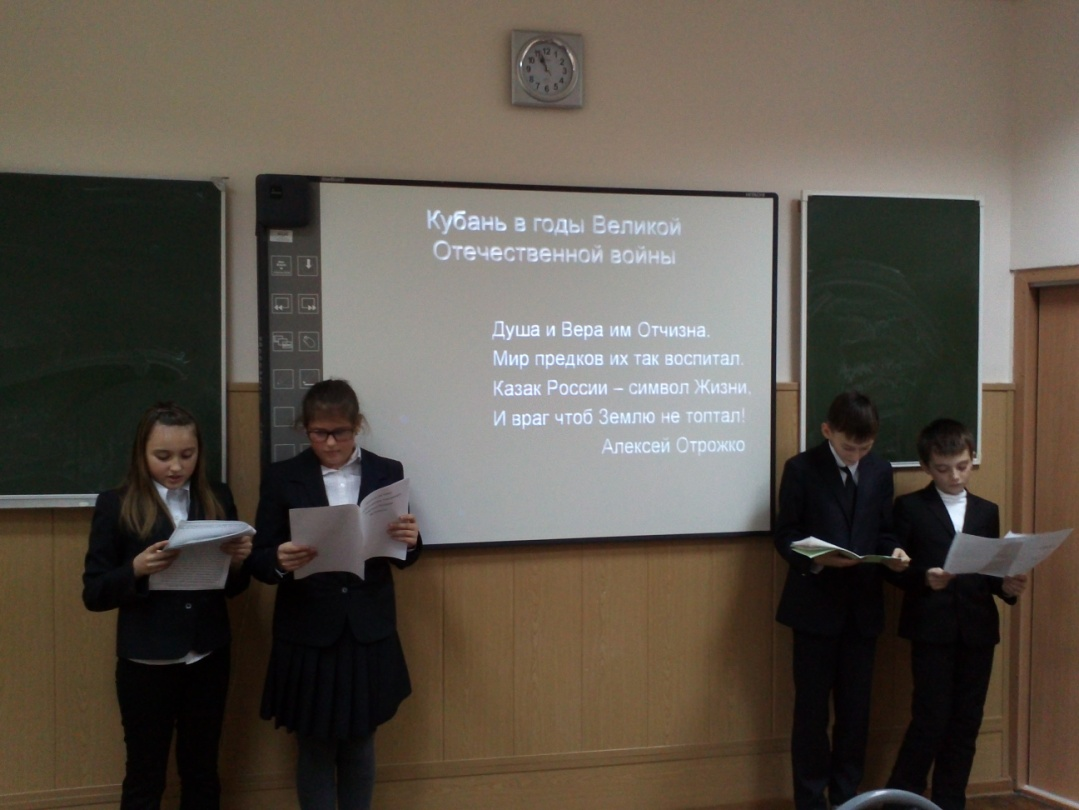 Кубань в годы Великой
Отечественной войны
Душа и Вера им Отчизна.
Мир предков их так воспитал.
Казак России – символ Жизни,
И враг чтоб Землю не топтал!
Алексей Отрожко